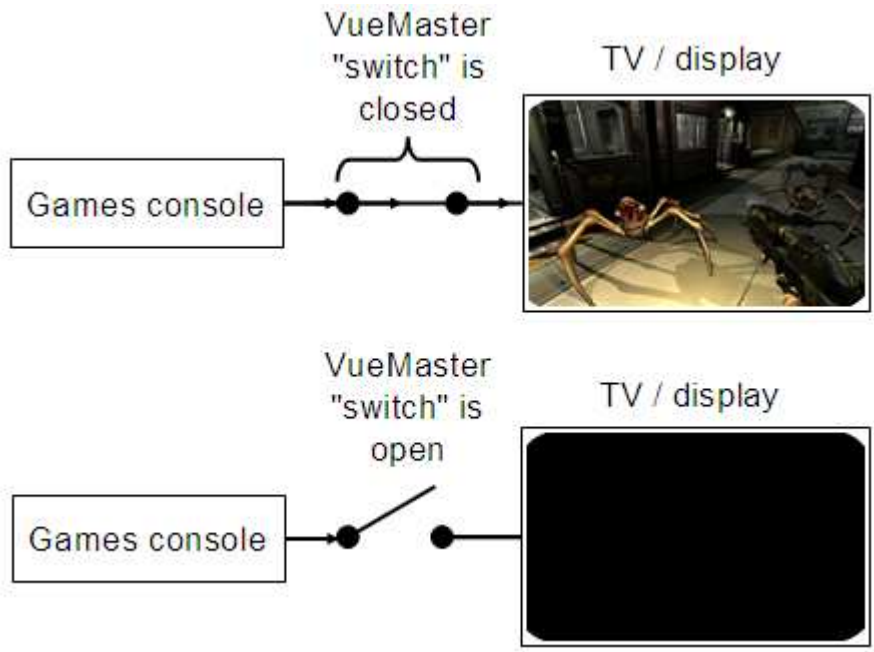 VueMaster
"switch" is
closed
TV / display
Games console
VueMaster
"switch" is
open
TV / display
Games console